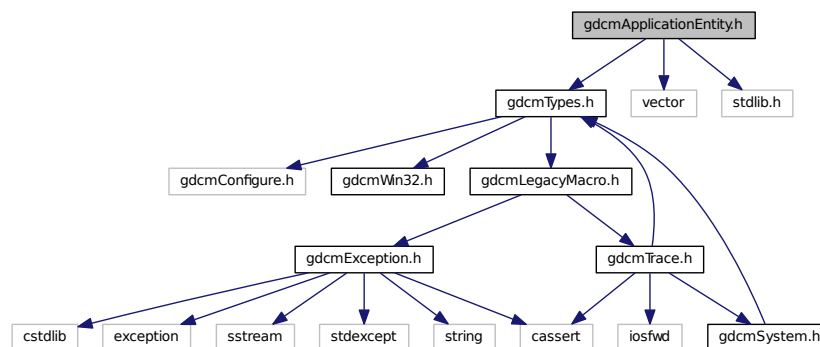 gdcmApplicationEntity.h
gdcmTypes.h
vector
stdlib.h
gdcmConfigure.h
gdcmWin32.h
gdcmLegacyMacro.h
gdcmException.h
gdcmTrace.h
cstdlib
exception
sstream
stdexcept
string
cassert
iosfwd
gdcmSystem.h